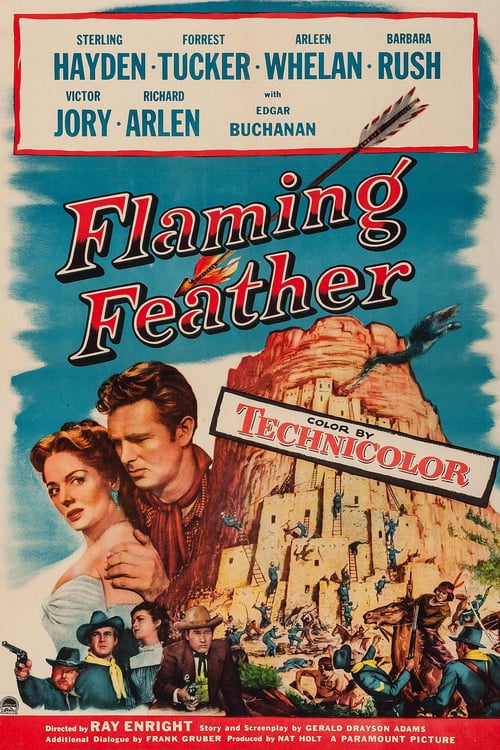 STERLING FORREST ARLEEN BARBARA
HAYDEN · TUCKER · WHELAN · RUSH
VICTOR RICHARD with EDGAR
JORY · ARLEN BUCHANAN
Flaming
Feather
COLOR BY
TECHNICOLOR
Directed by RAY ENRIGHT Story and Screenplay by GERALD DRAYSON ADAMS
Additional Dialogue by FRANK GRUBER Produced by NAT HOLT A PARAMOUNT PICTURE